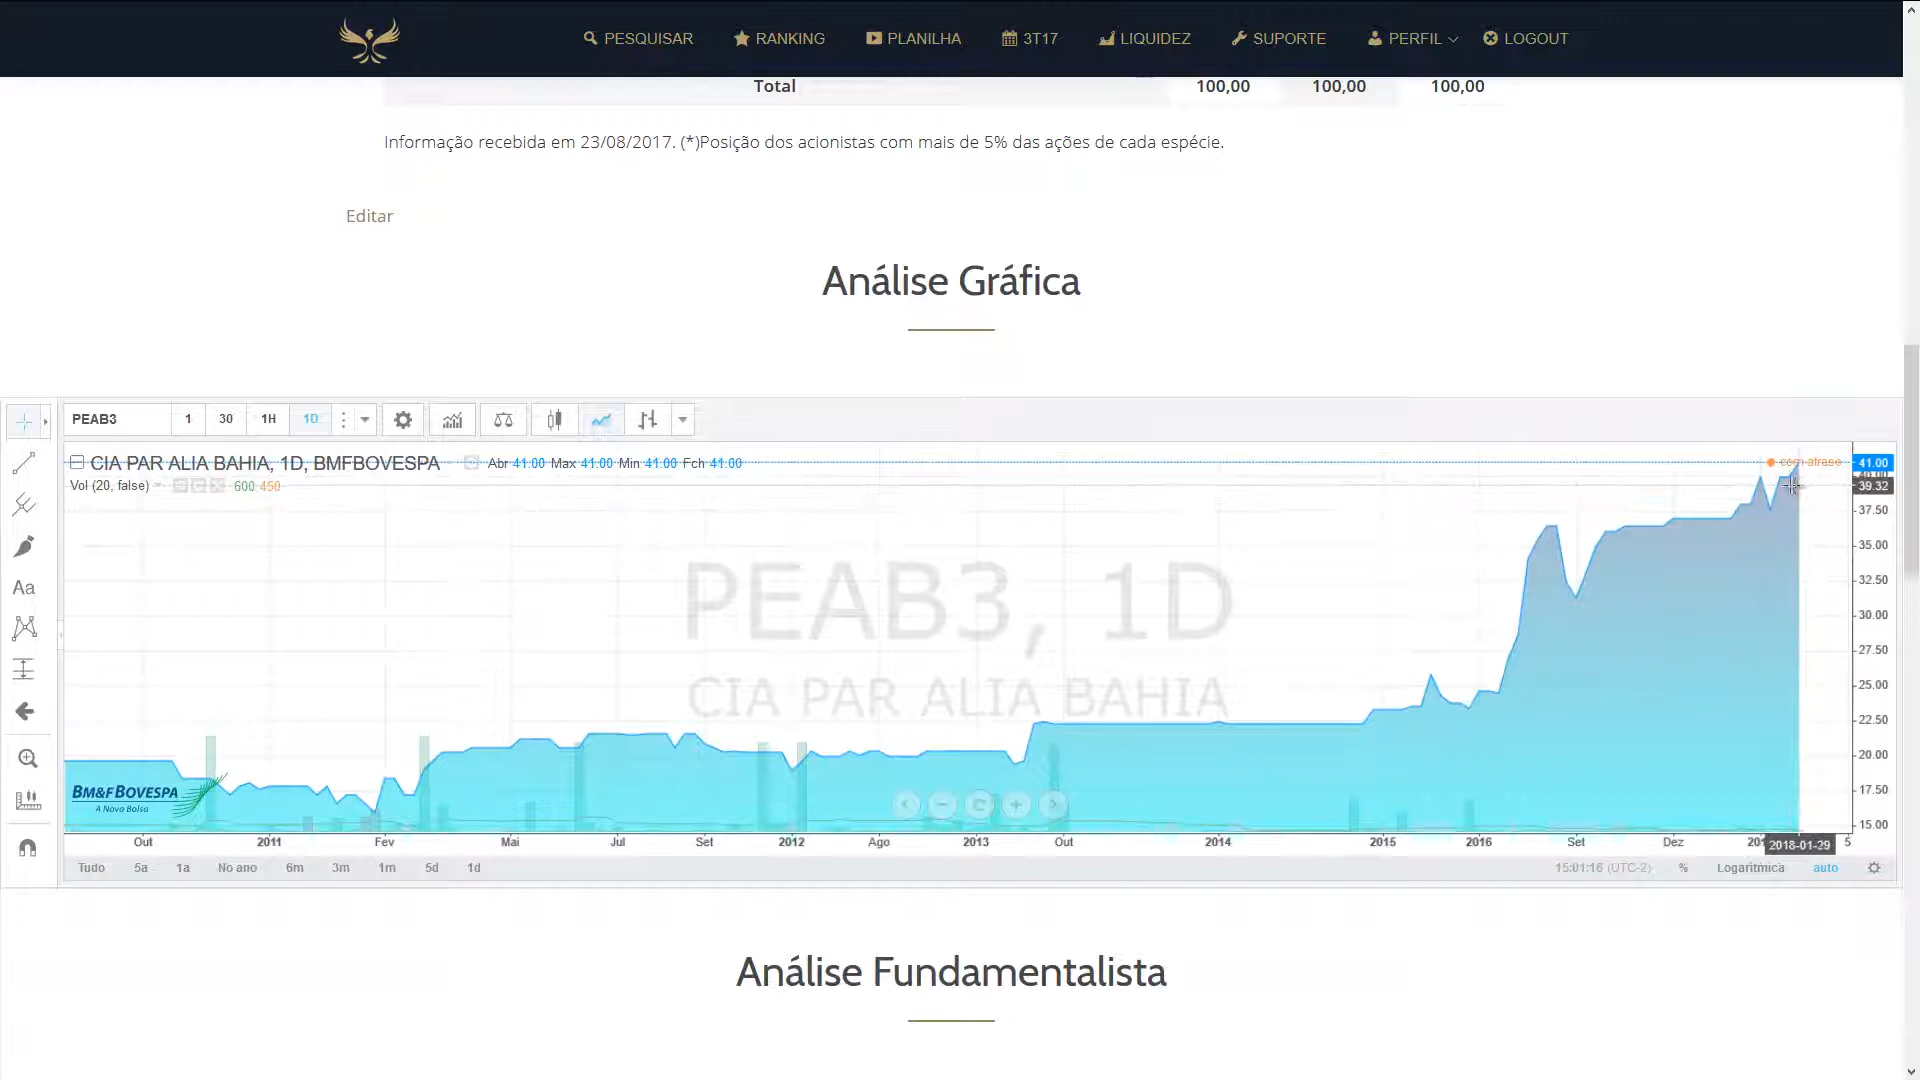 PESQUISAR RANKING PLANILHA 3T17 LIQUIDEZ SUPORTE PERFIL LOGOUT
Total 100,00 100,00 100,00
Informação recebida em 23/08/2017. (*)Posição dos acionistas com mais de 5% das ações de cada espécie.
Editar
Análise Gráfica
PEAB3 1 30 1H 1D
CIA PAR ALIA BAHIA, 1D, BMFBOVESPA Abr 41.00 Max 41.00 Min 41.00 Fch 41.00
com atraso 41.00
Vol (20, false) 600 450
39.32
37.50
35.00
32.50
30.00
27.50
25.00
22.50
20.00
17.50
15.00
PEAB3, 1D
CIA PAR ALIA BAHIA
Aa
BM&FBOVESPA
A Nova Bolsa
Out 2011 Fev Mai Jul Set 2012 Ago 2013 Out 2014 2015 2016 Set Dez 2018-01-29 5
Tudo 5a 1a No ano 6m 3m 1m 5d 1d 15:01:16 (UTC-2) % Logarítmica auto
Análise Fundamentalista